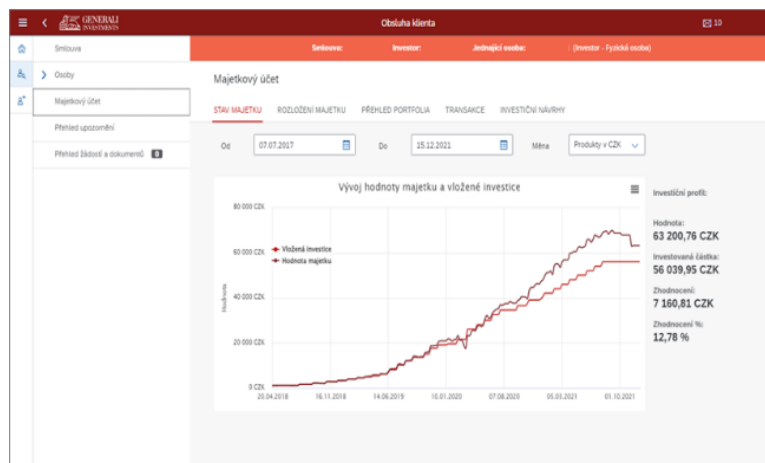 GENERALI
INVESTMENTS
Obsluha klienta
10
Smlouva
Smlouva:
Investor:
Jednající osoba:
(Investor - Fyzická osoba)
Osoby
Majetkový účet
Přehled upozornění
Přehled žádostí a dokumentů 0
Majetkový účet
STAV MAJETKU
ROZLOŽENÍ MAJETKU
PŘEHLED PORTFOLIA
TRANSAKCE
INVESTIČNÍ NÁVRHY
Od
07.07.2017
Do
15.12.2021
Měna
Produkty v CZK
Vývoj hodnoty majetku a vložené investice
80 000 CZK
60 000 CZK
40 000 CZK
20 000 CZK
0 CZK
Hodnota
Vložená investice
Hodnota majetku
20.04.2018
16.11.2018
14.06.2019
10.01.2020
07.08.2020
05.03.2021
01.10.2021
Investiční profil:
Hodnota:
63 200,76 CZK
Investovaná částka:
56 039,95 CZK
Zhodnocení:
7 160,81 CZK
Zhodnocení %:
12,78 %